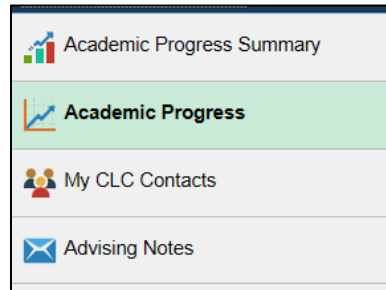 Academic Progress Summary
Academic Progress
My CLC Contacts
Advising Notes